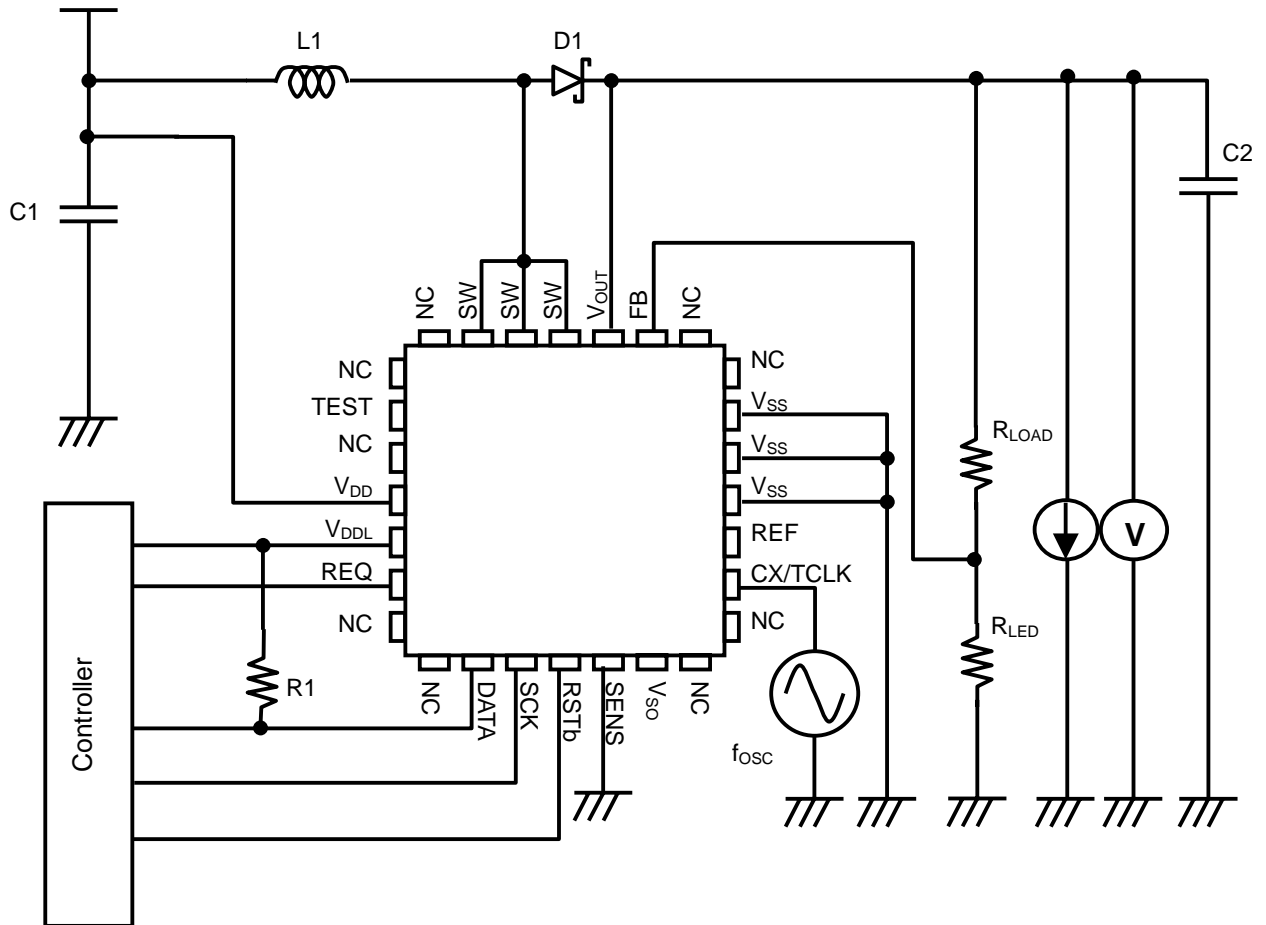 L1
D1
C2
C1
NC
SW
SW
SW
VOUT
FB
NC
NC
TEST
NC
VDD
VDDL
REQ
NC
NC
VSS
VSS
VSS
REF
CX/TCLK
NC
RLOAD
V
RLED
R1
Controller
NC
DATA
SCK
RSTb
SENS
VSO
NC
fOSC